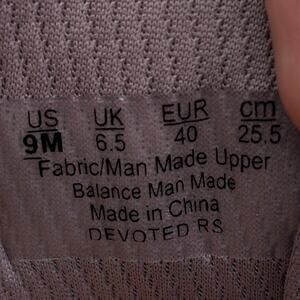 US UK EUR cm
9M 6.5 40 25.5
Fabric/Man Made Upper
Balance Man Made
Made in China
DEVOTED RS